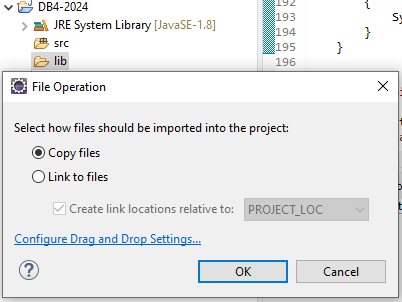 DB4-2024
JRE System Library [JavaSE-1.8]
src
lib
192
{
193
Sy
194
}
195
}
196
File Operation
Select how files should be imported into the project:
Copy files
Link to files
Create link locations relative to:
PROJECT_LOC
Configure Drag and Drop Settings...
?
OK
Cancel